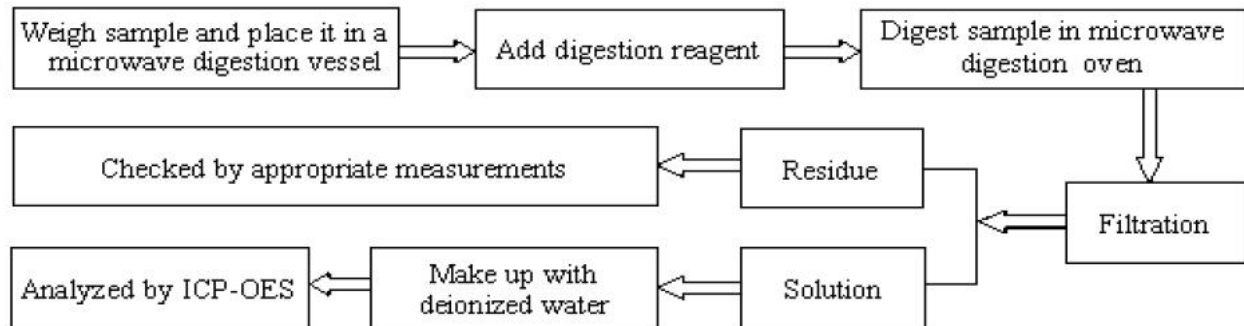 Weigh sample and place it in a
microwave digestion vessel
Add digestion reagent
Digest sample in microwave
digestion oven
Checked by appropriate measurements
Residue
Filtration
Analyzed by ICP-OES
Make up with
deionized water
Solution